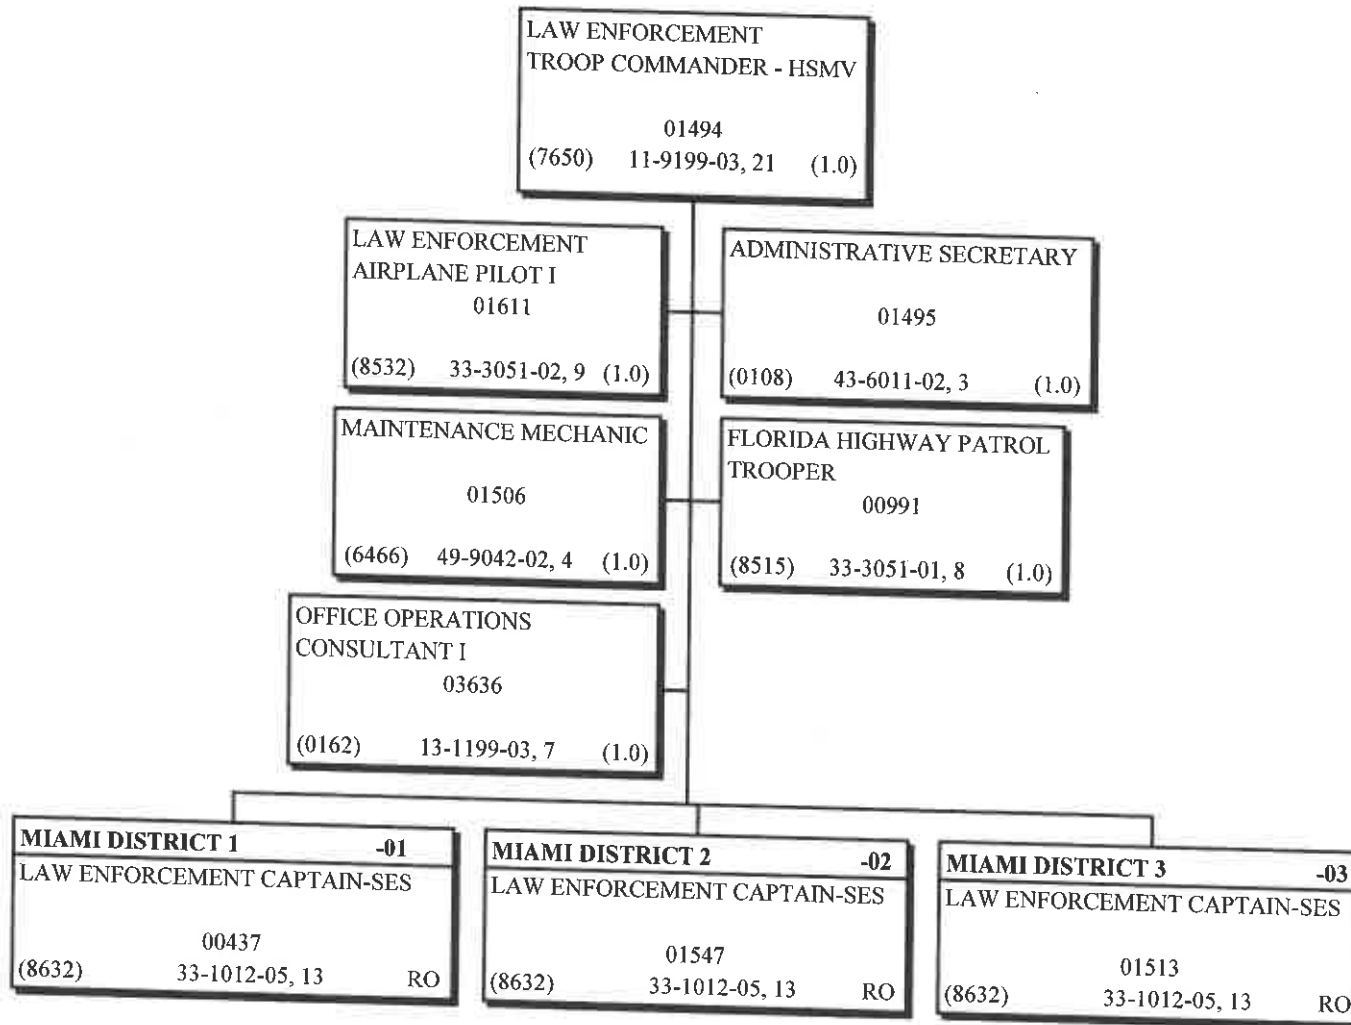 LAW ENFORCEMENT
TROOP COMMANDER - HSMV
01494
(7650) 11-9199-03, 21 (1.0)
LAW ENFORCEMENT
AIRPLANE PILOT I
01611
(8532) 33-3051-02, 9 (1.0)
ADMINISTRATIVE SECRETARY
01495
(0108) 43-6011-02, 3 (1.0)
MAINTENANCE MECHANIC
01506
(6466) 49-9042-02, 4 (1.0)
FLORIDA HIGHWAY PATROL
TROOPER
00991
(8515) 33-3051-01, 8 (1.0)
OFFICE OPERATIONS
CONSULTANT I
03636
(0162) 13-1199-03, 7 (1.0)
MIAMI DISTRICT 1 -01
LAW ENFORCEMENT CAPTAIN-SES
00437
(8632) 33-1012-05, 13 RO
MIAMI DISTRICT 2 -02
LAW ENFORCEMENT CAPTAIN-SES
01547
(8632) 33-1012-05, 13 RO
MIAMI DISTRICT 3 -03
LAW ENFORCEMENT CAPTAIN-SES
01513
(8632) 33-1012-05, 13 RO